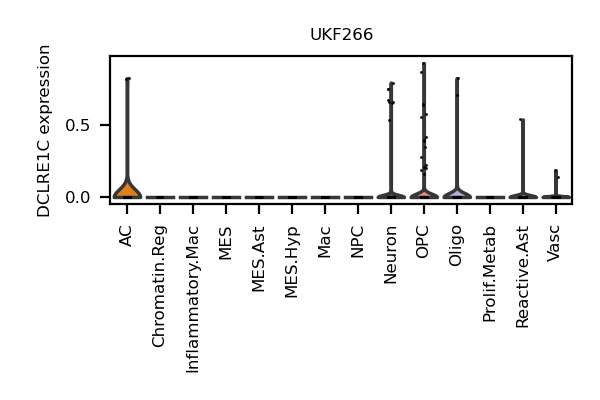 UKF266
DCLRE1C expression
0.5
0.0
AC
Chromatin.Reg
Inflammatory.Mac
MES
MES.Ast
MES.Hyp
Mac
NPC
Neuron
OPC
Oligo
Prolif.Metab
Reactive.Ast
Vasc